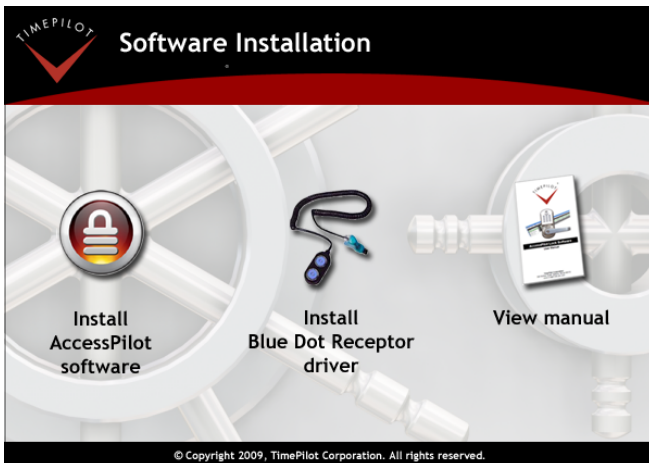 TIMEPILOT
Software Installation
Install
AccessPilot
software
Install
Blue Dot Receptor
driver
TIMEPILOT
View manual
© Copyright 2009, TimePilot Corporation. All rights reserved.